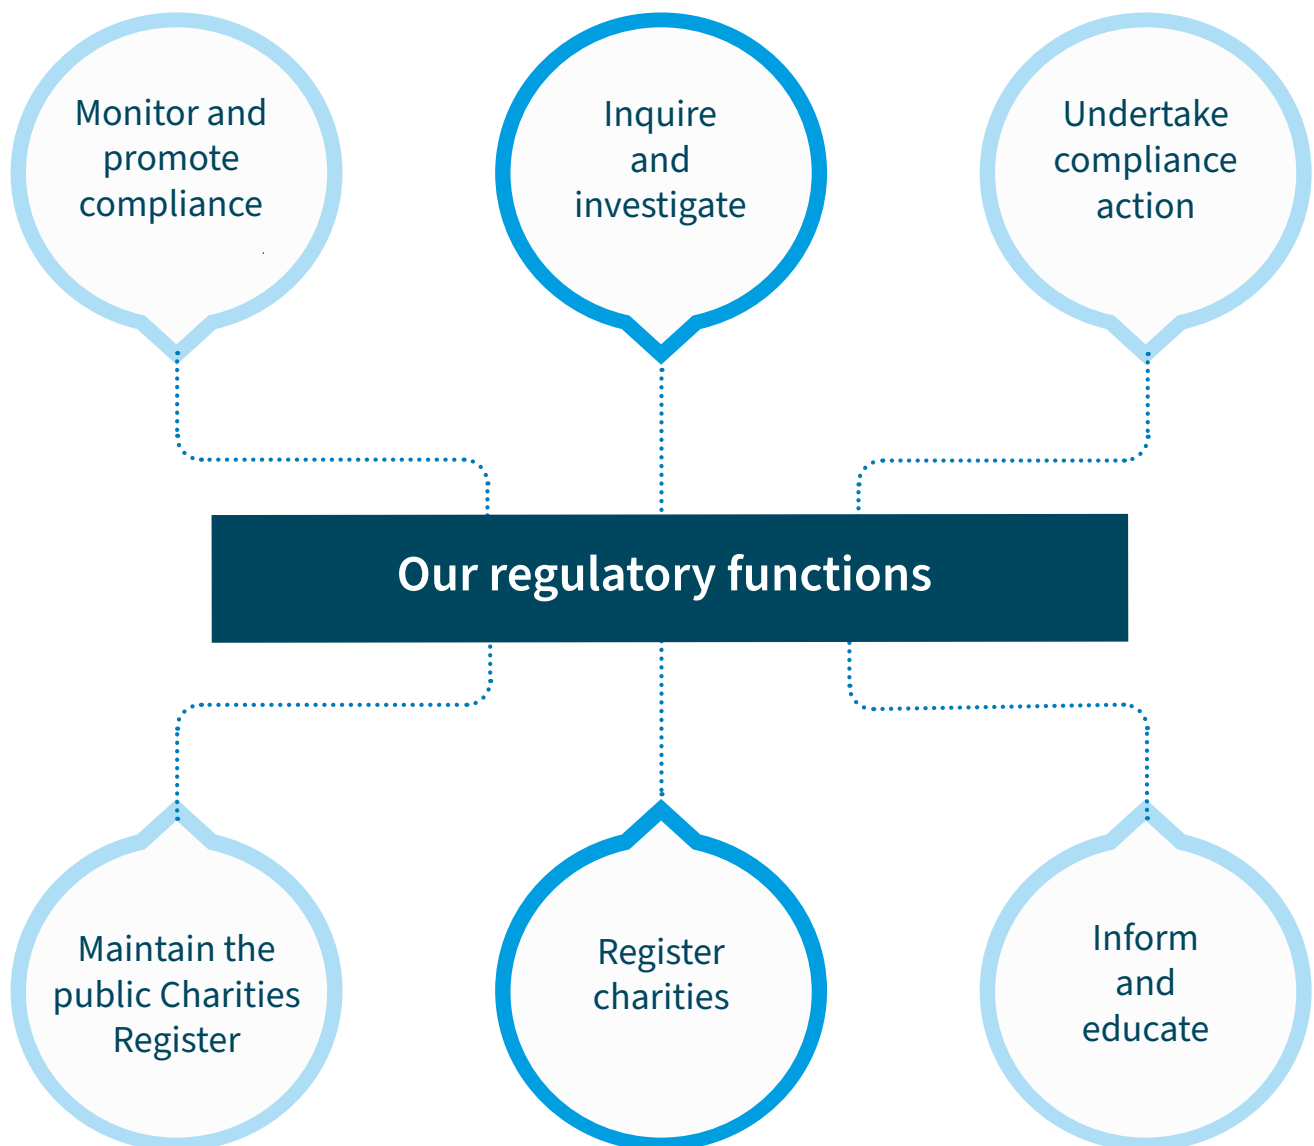 Monitor and
promote
compliance
Inquire
and
investigate
Undertake
compliance
action
Our regulatory functions
Maintain the
public Charities
Register
Register
charities
Inform
and
educate